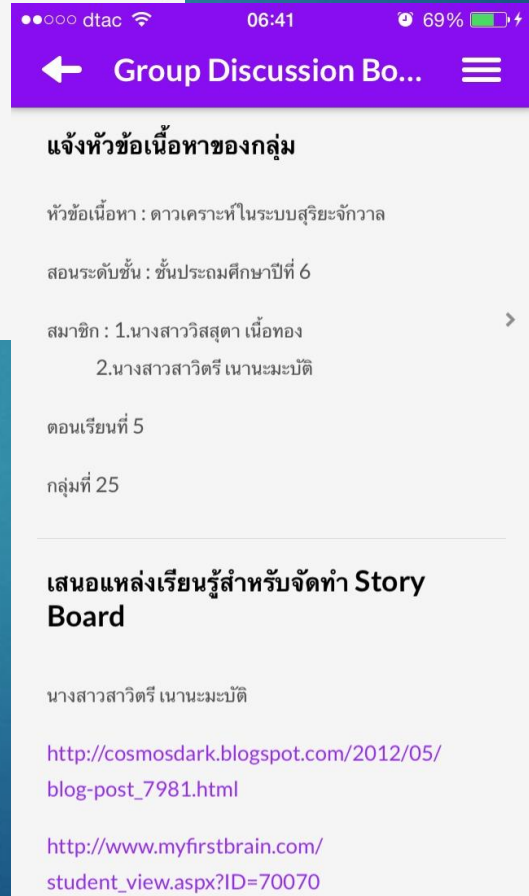 dtac 06:41 69%
Group Discussion Bo...
แจ้งหัวข้อเนื้อหาของกลุ่ม
หัวข้อเนื้อหา : ดาวเคราะห์ในระบบสุริยะจักวาล
สอนระดับชั้น : ชั้นประถมศึกษาปีที่ 6
สมาชิก : 1.นางสาววิสสุตา เนื้อทอง
2.นางสาวสาวิตรี เนานะมะบัติ
ตอนเรียนที่ 5
กลุ่มที่ 25
เสนอแหล่งเรียนรู้สำหรับจัดทำ Story
Board
นางสาวสาวิตรี เนานะมะบัติ
http://cosmosdark.blogspot.com/2012/05/
blog-post_7981.html
http://www.myfirstbrain.com/
student_view.aspx?ID=70070